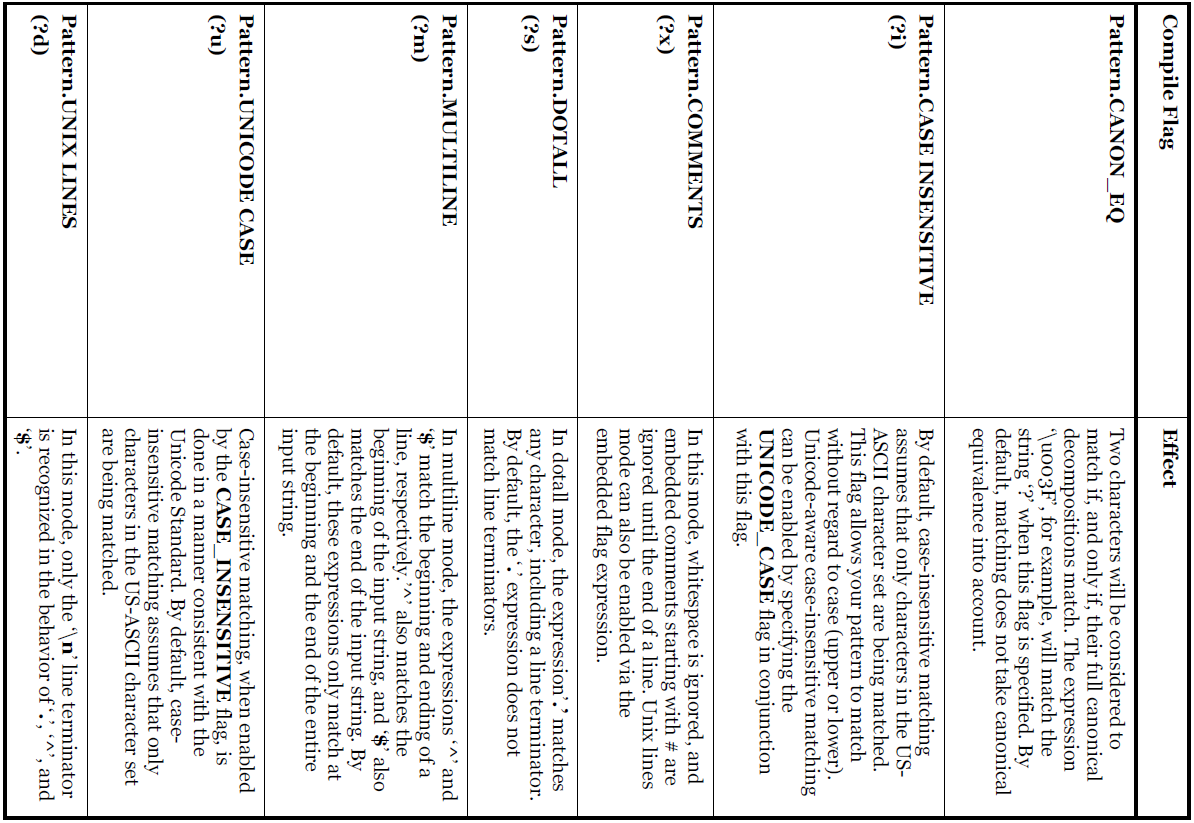 Compile Flag
Effect
Pattern.CANON_EQ
Two characters will be considered to
match if, and only if, their full canonical
decompositions match. The expression
‘\u003F’, for example, will match the
string ‘?’ when this flag is specified. By
default, matching does not take canonical
equivalence into account.
Pattern.CASE INSENSITIVE
(?i)
By default, case-insensitive matching
assumes that only characters in the US-
ASCII character set are being matched.
This flag allows your pattern to match
without regard to case (upper or lower).
Unicode-aware case-insensitive matching
can be enabled by specifying the
UNICODE_CASE flag in conjunction
with this flag.
Pattern.COMMENTS
(?x)
In this mode, whitespace is ignored, and
embedded comments starting with # are
ignored until the end of a line. Unix lines
mode can also be enabled via the
embedded flag expression.
Pattern.DOTALL
(?s)
In dotall mode, the expression’.’ matches
any character, including a line terminator.
By default, the ‘.’ expression does not
match line terminators.
Pattern.MULTILINE
(?m)
In multiline mode, the expressions ‘^’ and
‘$’ match the beginning and ending of a
line, respectively.’^’ also matches the
beginning of the input string, and ‘$’ also
matches the end of the input string. By
default, these expressions only match at
the beginning and the end of the entire
input string.
Pattern.UNICODE CASE
(?u)
Case-insensitive matching, when enabled
by the CASE_INSENSITIVE flag, is
done in a manner consistent with the
Unicode Standard. By default, case-
insensitive matching assumes that only
characters in the US-ASCII character set
are being matched.
Pattern.UNIX LINES
(?d)
In this mode, only the ‘\n’ line terminator
is recognized in the behavior of ‘.’, ‘^’, and
‘$’.